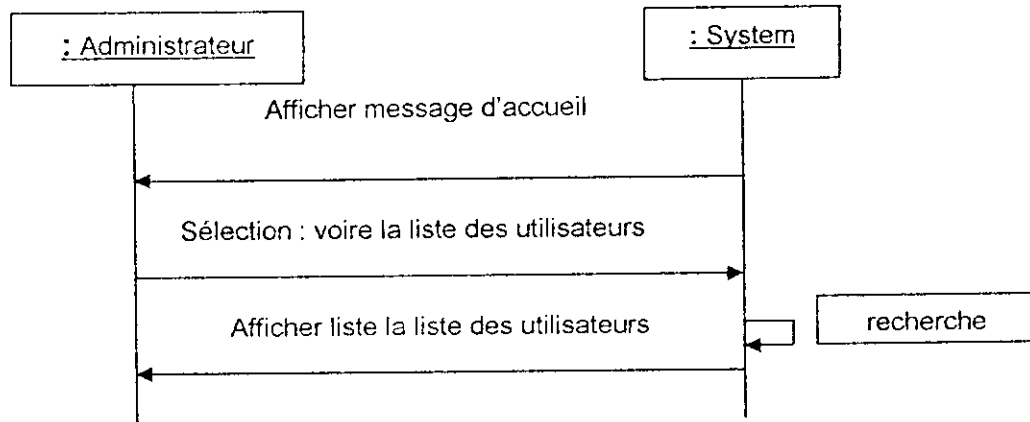 : Administrateur
: System
Afficher message d'accueil
Sélection : voire la liste des utilisateurs
Afficher liste la liste des utilisateurs
recherche